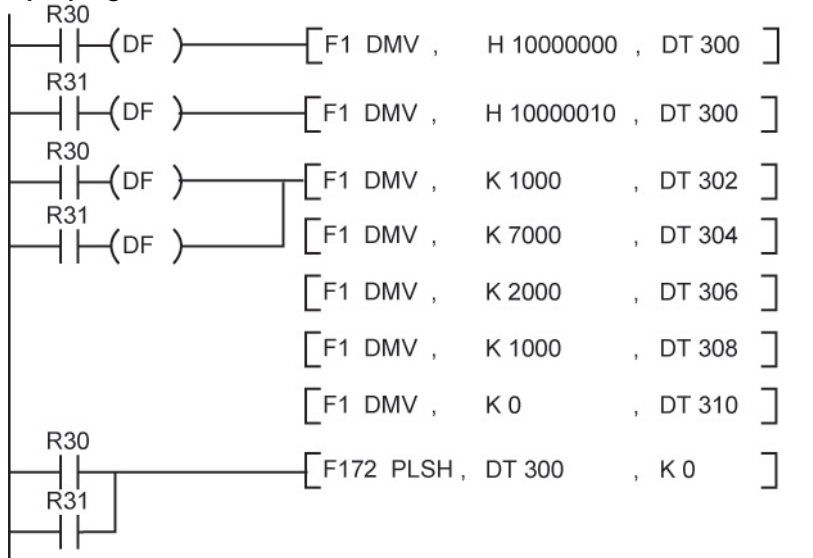 R30
(DF ) [F1 DMV , H 10000000 , DT 300 ]
R31
(DF ) [F1 DMV , H 10000010 , DT 300 ]
R30
(DF ) [F1 DMV , K 1000 , DT 302 ]
R31
(DF ) [F1 DMV , K 7000 , DT 304 ]
[F1 DMV , K 2000 , DT 306 ]
[F1 DMV , K 1000 , DT 308 ]
[F1 DMV , K 0 , DT 310 ]
R30
[F172 PLSH , DT 300 , K 0 ]
R31